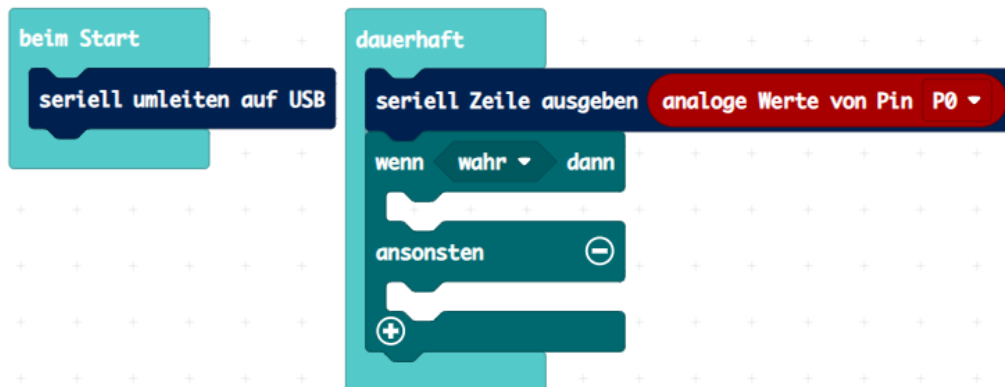 beim Start
seriell umleiten auf USB
dauerhaft
seriell Zeile ausgeben analoge Werte von Pin P0
wenn wahr dann
ansonsten